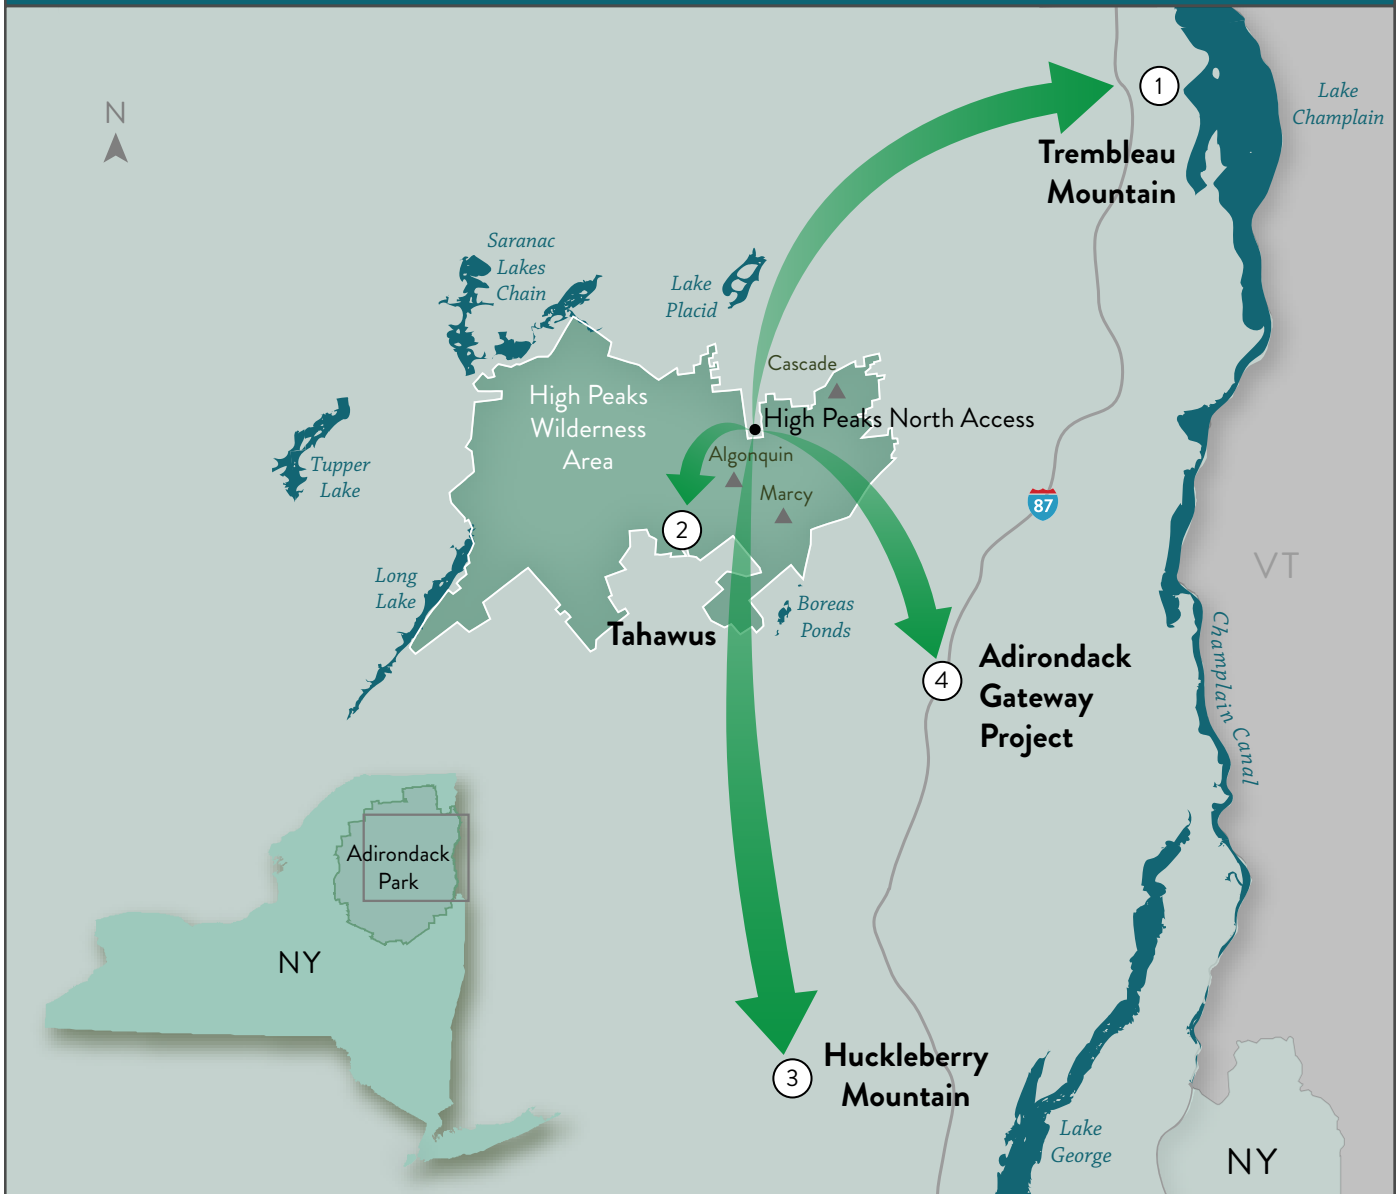 N
1
Lake
Champlain
Trembleau
Mountain
Saranac
Lakes
Chain
Lake
Placid
Cascade
High Peaks
Wilderness
Area
High Peaks North Access
Algonquin
Tupper
Lake
Marcy
87
2
VT
Long
Lake
Boreas
Ponds
Tahawus
Champlain Canal
4
Adirondack
Gateway
Project
Adirondack
Park
NY
3
Huckleberry
Mountain
Lake
George
NY